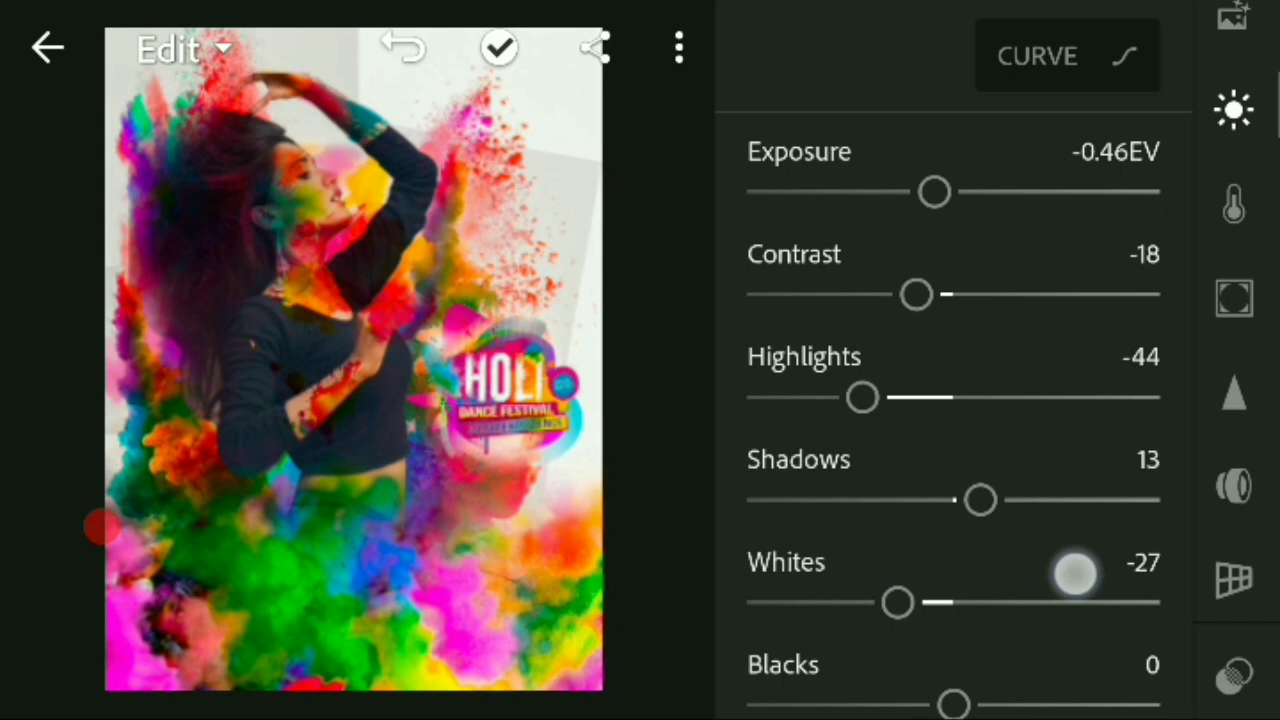 Edit
CURVE
Exposure -0.46EV
Contrast -18
Highlights -44
Shadows 13
Whites -27
Blacks 0
HOLI
DANCE FESTIVAL